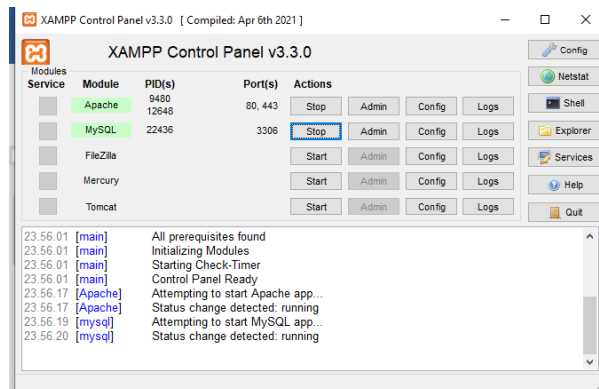 XAMPP Control Panel v3.3.0 [ Compiled: Apr 6th 2021 ]
XAMPP Control Panel v3.3.0
Config
Modules
Service Module PID(s) Port(s) Actions
Netstat
Apache 9480 12648 80, 443 Stop Admin Config Logs
Shell
MySQL 22436 3306 Stop Admin Config Logs
Explorer
FileZilla Start Admin Config Logs
Services
Mercury Start Admin Config Logs
Help
Tomcat Start Admin Config Logs
Quit
23.56.01 [main] All prerequisites found
23.56.01 [main] Initializing Modules
23.56.01 [main] Starting Check-Timer
23.56.01 [main] Control Panel Ready
23.56.17 [Apache] Attempting to start Apache app...
23.56.17 [Apache] Status change detected: running
23.56.19 [mysql] Attempting to start MySQL app...
23.56.20 [mysql] Status change detected: running